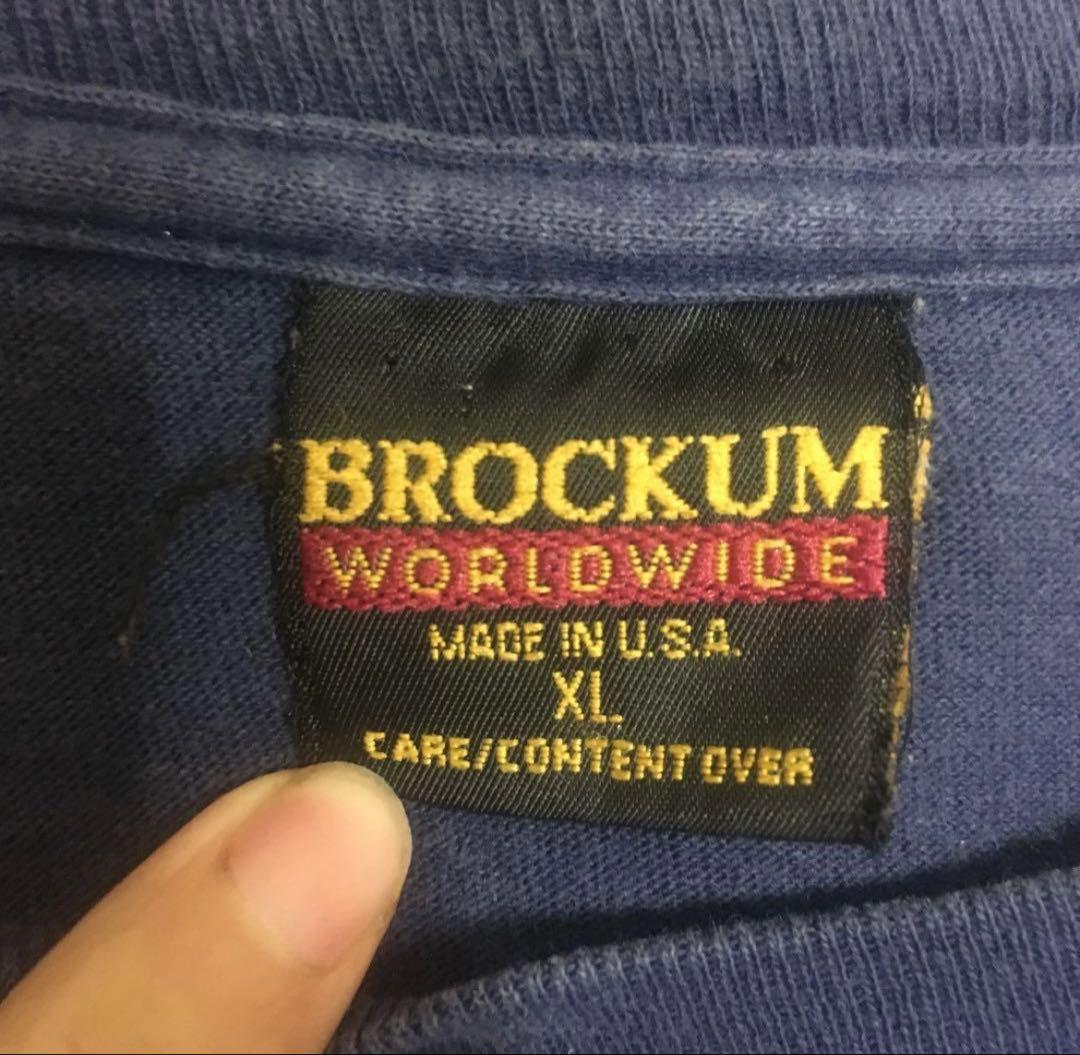 BROCKUM
WORLDWIDE
MADE IN U.S.A.
XL
CARE/CONTENT OVER